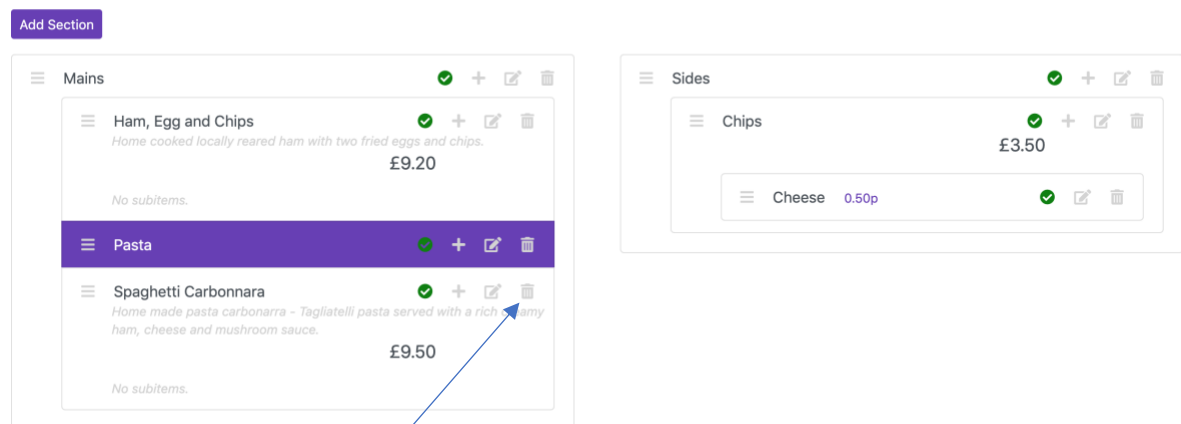 Add Section
Mains
Ham, Egg and Chips
Home cooked locally reared ham with two fried eggs and chips.
£9.20
No subitems.
Pasta
Spaghetti Carbonnara
Home made pasta carbonarra - Tagliatelli pasta served with a rich creamy
ham, cheese and mushroom sauce.
£9.50
No subitems.
Sides
Chips
£3.50
Cheese 0.50p